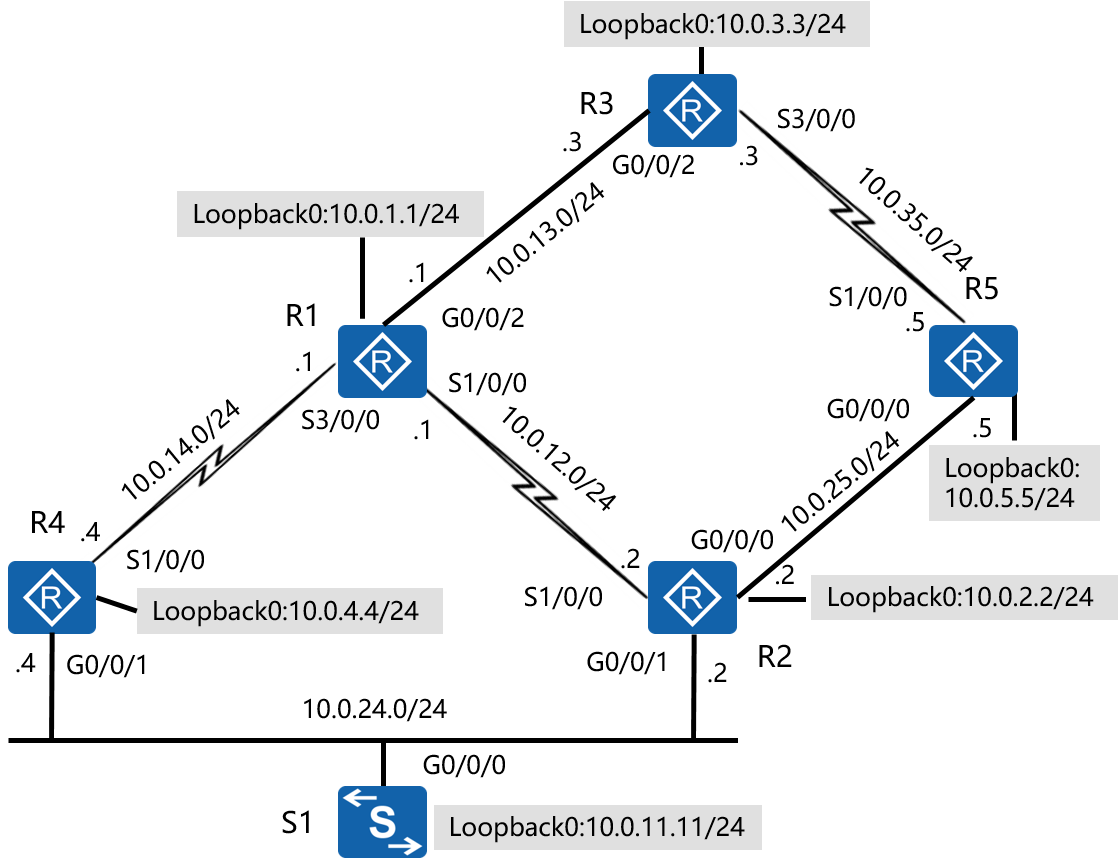 Loopback0:10.0.3.3/24
R3
R
S3/0/0
.3
G0/0/2
.3
10.0.13.0/24
10.0.35.0/24
Loopback0:10.0.1.1/24
.1
R1
G0/0/2
S1/0/0
R5
.5
.1
R
R
S1/0/0
S3/0/0
.1
G0/0/0
.5
10.0.14.0/24
10.0.12.0/24
10.0.25.0/24
Loopback0:
10.0.5.5/24
R4
.4
S1/0/0
G0/0/0
.2
.2
R
Loopback0:10.0.4.4/24
S1/0/0
R
Loopback0:10.0.2.2/24
.4
G0/0/1
G0/0/1
.2
R2
10.0.24.0/24
G0/0/0
S1
S
Loopback0:10.0.11.11/24